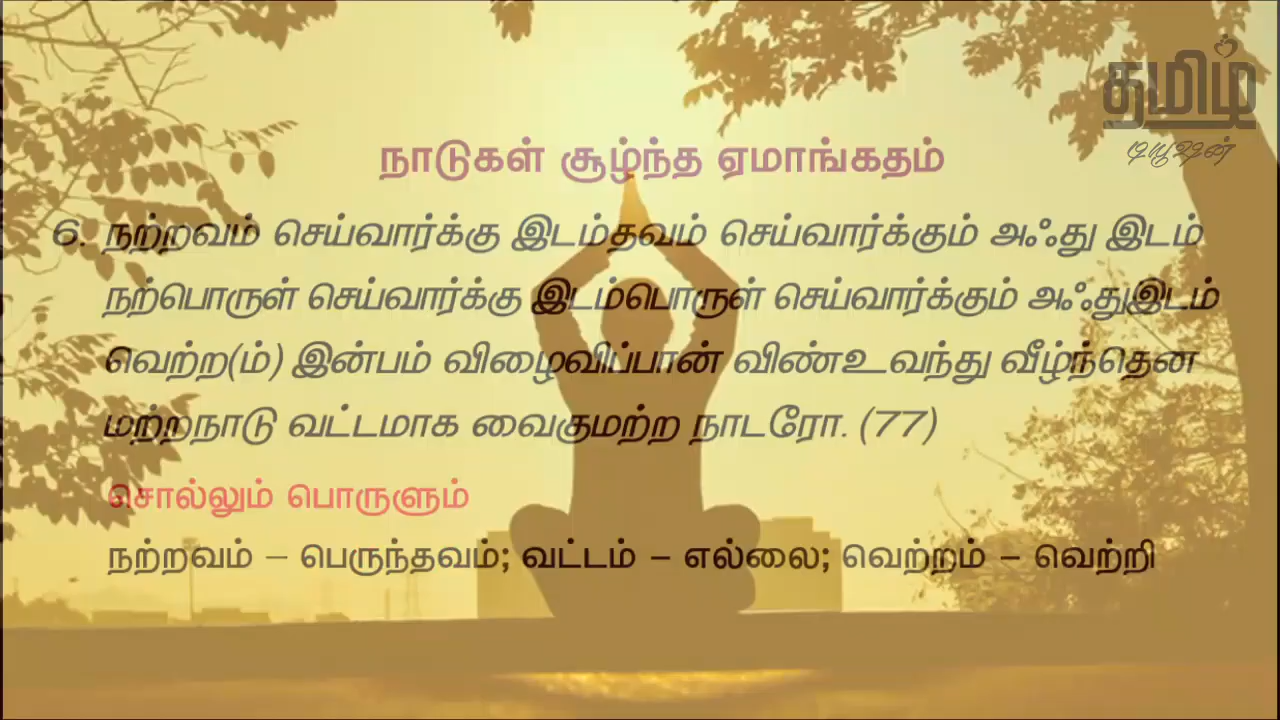 தமிழ்
டியூஷன்
நாடுகள் சூழ்ந்த ஏமாங்கதம்
6. நற்றவம் செய்வார்க்கு இடம்தவம் செய்வார்க்கும் அஃது இடம்
நற்பொருள் செய்வார்க்கு இடம்பொருள் செய்வார்க்கும் அஃதுஇடம்
வெற்ற(ம்) இன்பம் விழைவிப்பான் விண்உவந்து வீழ்ந்தென
மற்றநாடு வட்டமாக வைகுமற்ற நாடரோ. (77)
சொல்லும் பொருளும்
நற்றவம் – பெருந்தவம்; வட்டம் – எல்லை; வெற்றம் – வெற்றி